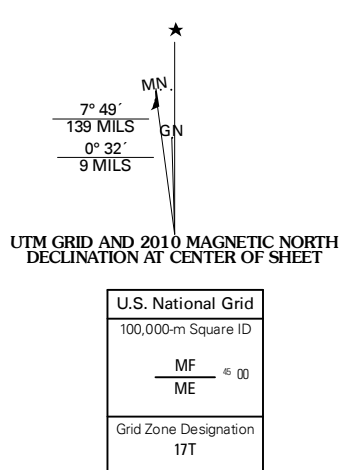 ★
MN.
7° 49´
139 MILS
GN
0° 32´
9 MILS
UTM GRID AND 2010 MAGNETIC NORTH
DECLINATION AT CENTER OF SHEET
U.S. National Grid
100,000-m Square ID
MF
45 00
ME
Grid Zone Designation
17T